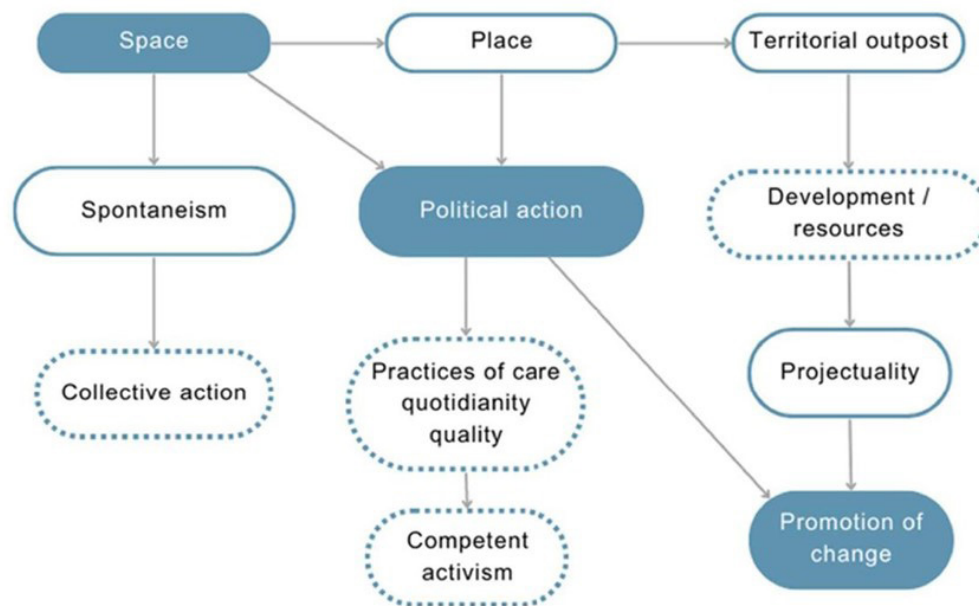 Space
Place
Territorial outpost
Spontaneism
Political action
Development /
resources
Collective action
Practices of care
quotidianity
quality
Projectuality
Competent
activism
Promotion of
change